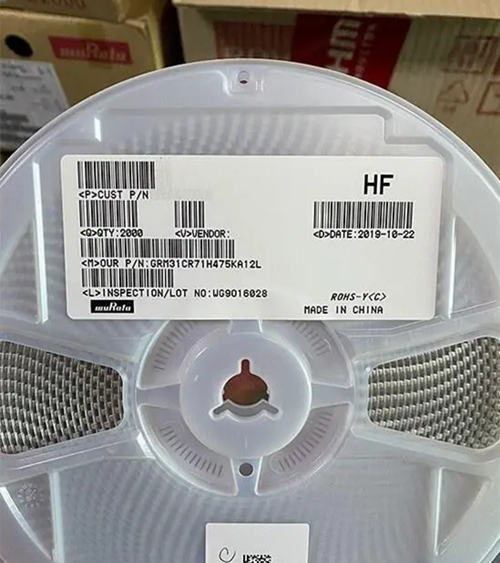 muRata
HF
<P>CUST P/N
<Q>QTY:2000 <V>VENDOR: <D>DATE:2019-10-22
<M>OUR P/N:GRM31CR71H475KA12L
<L>INSPECTION/LOT NO:WG9016028 ROHS-Y<C>
muRata MADE IN CHINA